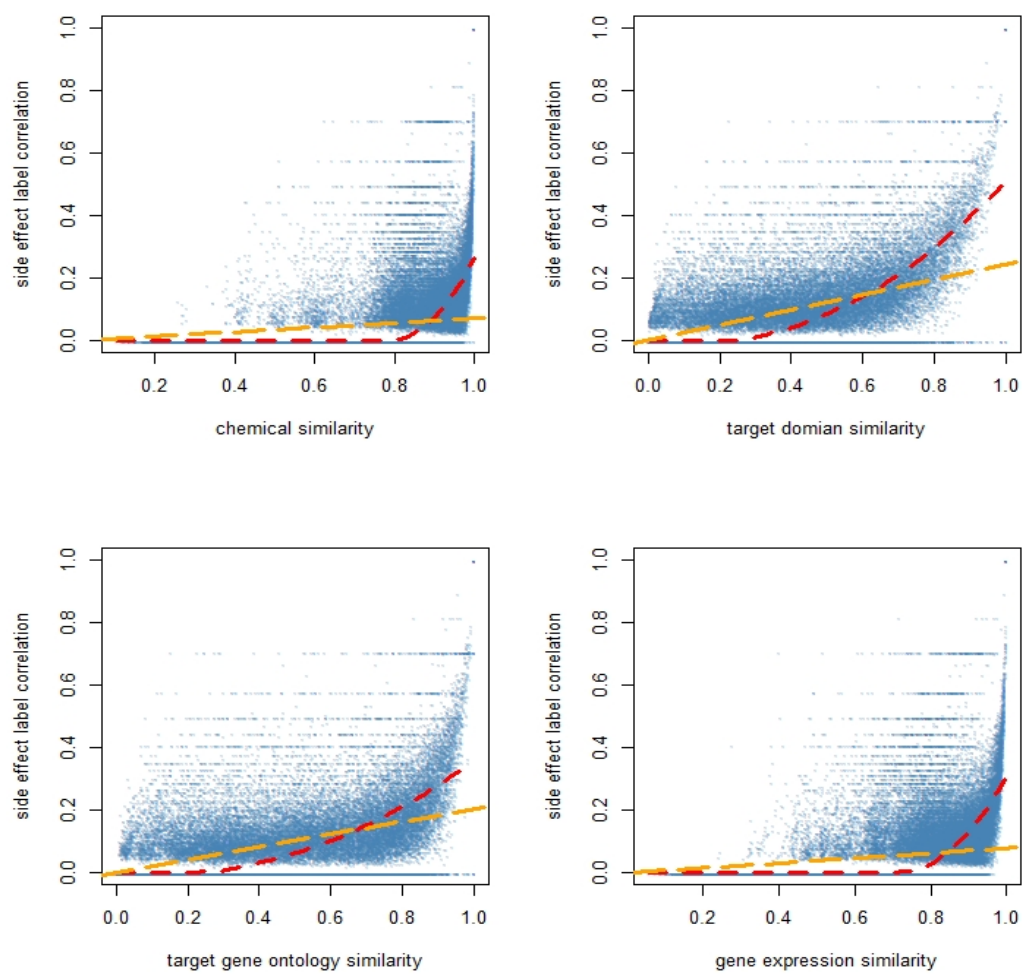 1.0
0.8
0.6
0.4
0.2
0.0
side effect label correlation
0.2 0.4 0.6 0.8 1.0
chemical similarity
1.0
0.8
0.6
0.4
0.2
0.0
side effect label correlation
0.0 0.2 0.4 0.6 0.8 1.0
target domian similarity
1.0
0.8
0.6
0.4
0.2
0.0
side effect label correlation
0.0 0.2 0.4 0.6 0.8 1.0
target gene ontology similarity
1.0
0.8
0.6
0.4
0.2
0.0
side effect label correlation
0.2 0.4 0.6 0.8 1.0
gene expression similarity